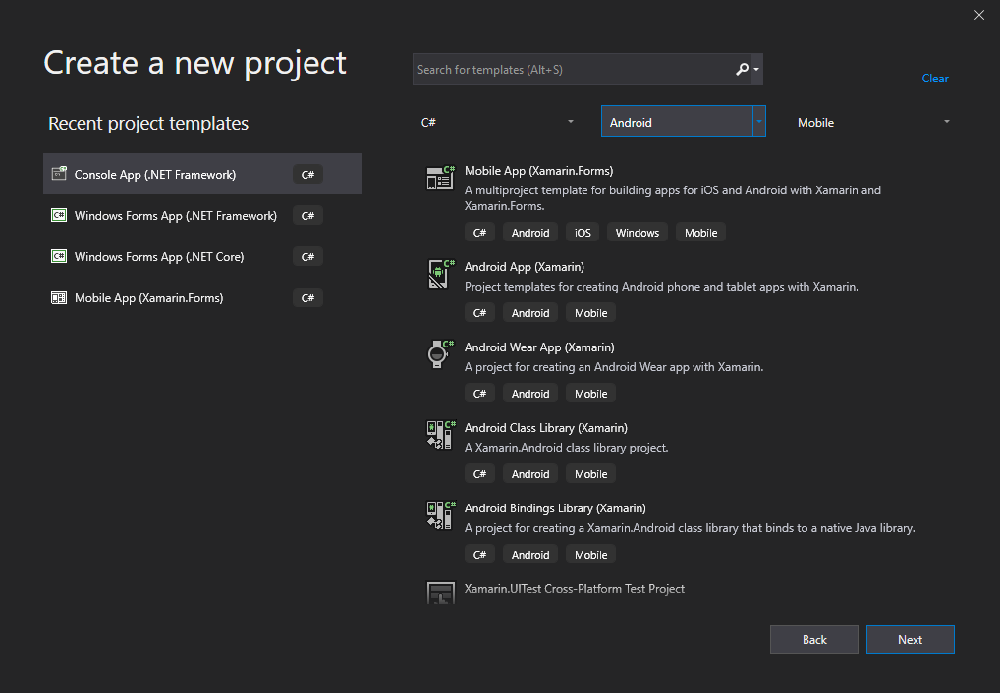 Create a new project
Search for templates (Alt+S)
Clear
Recent project templates
C#
Android
Mobile
Console App (.NET Framework)
C#
Windows Forms App (.NET Framework)
C#
Windows Forms App (.NET Core)
C#
Mobile App (Xamarin.Forms)
C#
Mobile App (Xamarin.Forms)
A multiproject template for building apps for iOS and Android with Xamarin and
Xamarin.Forms.
C# Android iOS Windows Mobile
Android App (Xamarin)
Project templates for creating Android phone and tablet apps with Xamarin.
C# Android Mobile
Android Wear App (Xamarin)
A project for creating an Android Wear app with Xamarin.
C# Android Mobile
Android Class Library (Xamarin)
A Xamarin.Android class library project.
C# Android Mobile
Android Bindings Library (Xamarin)
A project for creating a Xamarin.Android class library that binds to a native Java library.
C# Android Mobile
Xamarin.UITest Cross-Platform Test Project
Back
Next